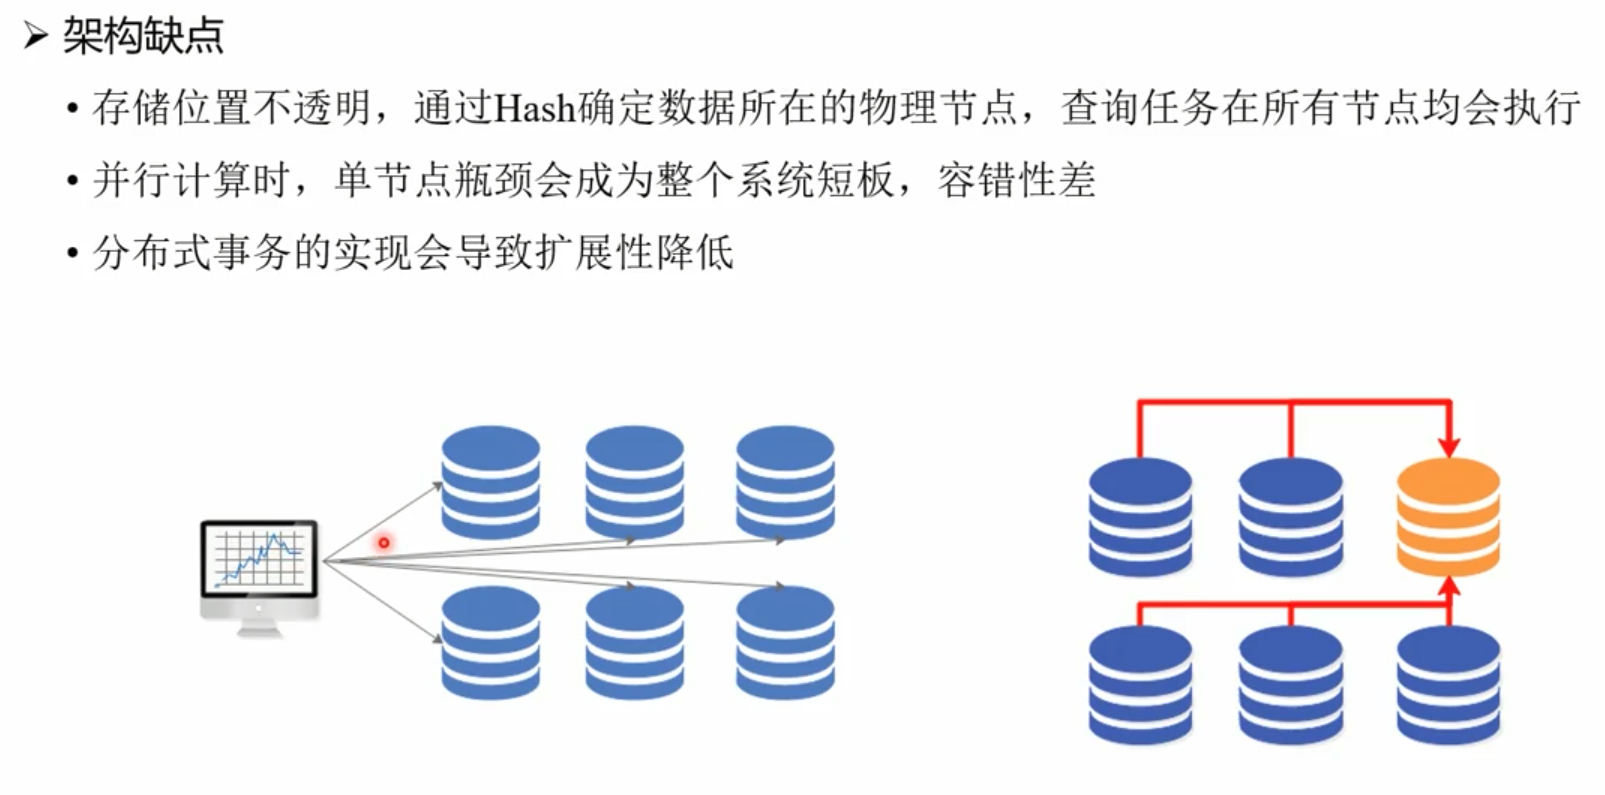 ➢ 架构缺点
• 存储位置不透明，通过Hash确定数据所在的物理节点，查询任务在所有节点均会执行
• 并行计算时，单节点瓶颈会成为整个系统短板，容错性差
• 分布式事务的实现会导致扩展性降低